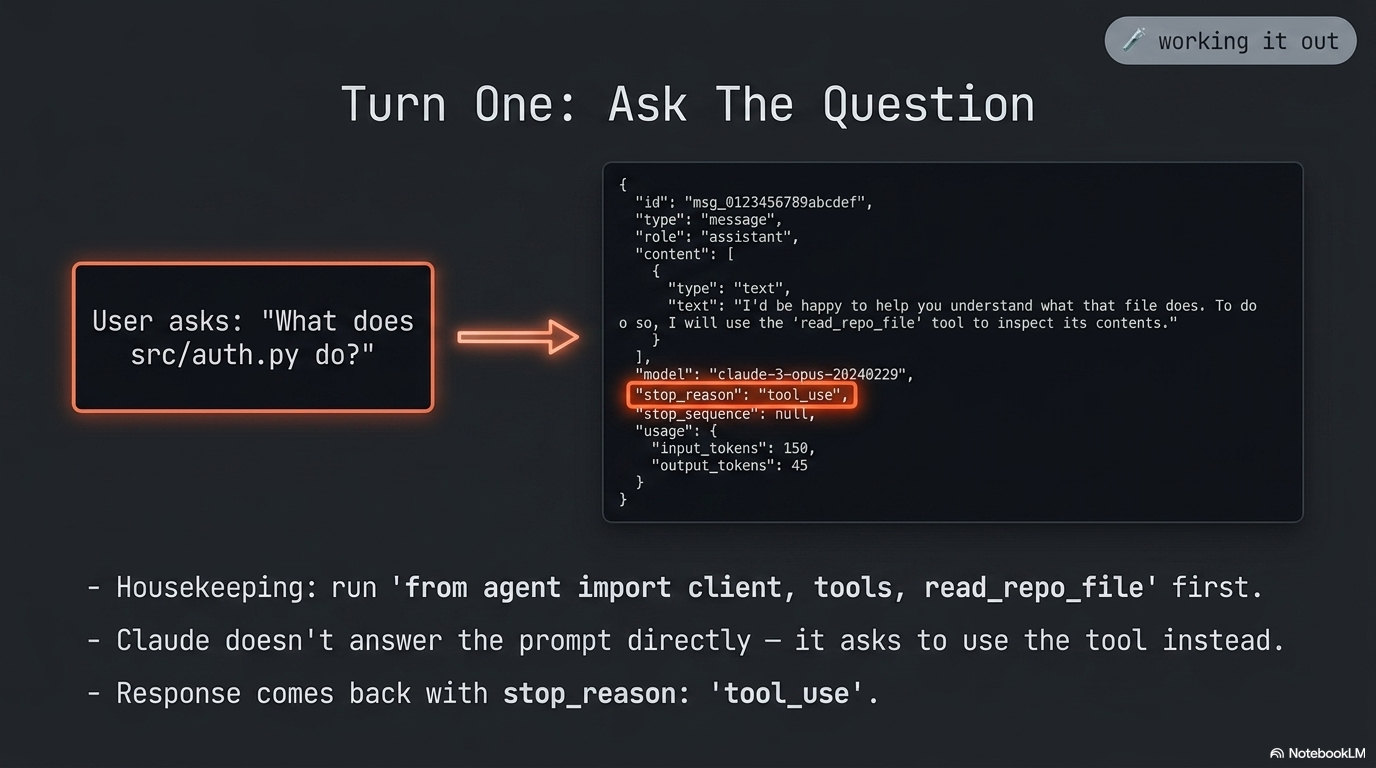 working it out
Turn One: Ask The Question
User asks: "What does
src/auth.py do?"
{
  "id": "msg_0123456789abcdef",
  "type": "message",
  "role": "assistant",
  "content": [
    {
      "type": "text",
      "text": "I'd be happy to help you understand what that file does. To do
o so, I will use the 'read_repo_file' tool to inspect its contents."
    }
  ],
  "model": "claude-3-opus-20240229",
  "stop_reason": "tool_use",
  "stop_sequence": null,
  "usage": {
    "input_tokens": 150,
    "output_tokens": 45
  }
}
- Housekeeping: run 'from agent import client, tools, read_repo_file' first.
- Claude doesn't answer the prompt directly — it asks to use the tool instead.
- Response comes back with stop_reason: 'tool_use'.
NotebookLM